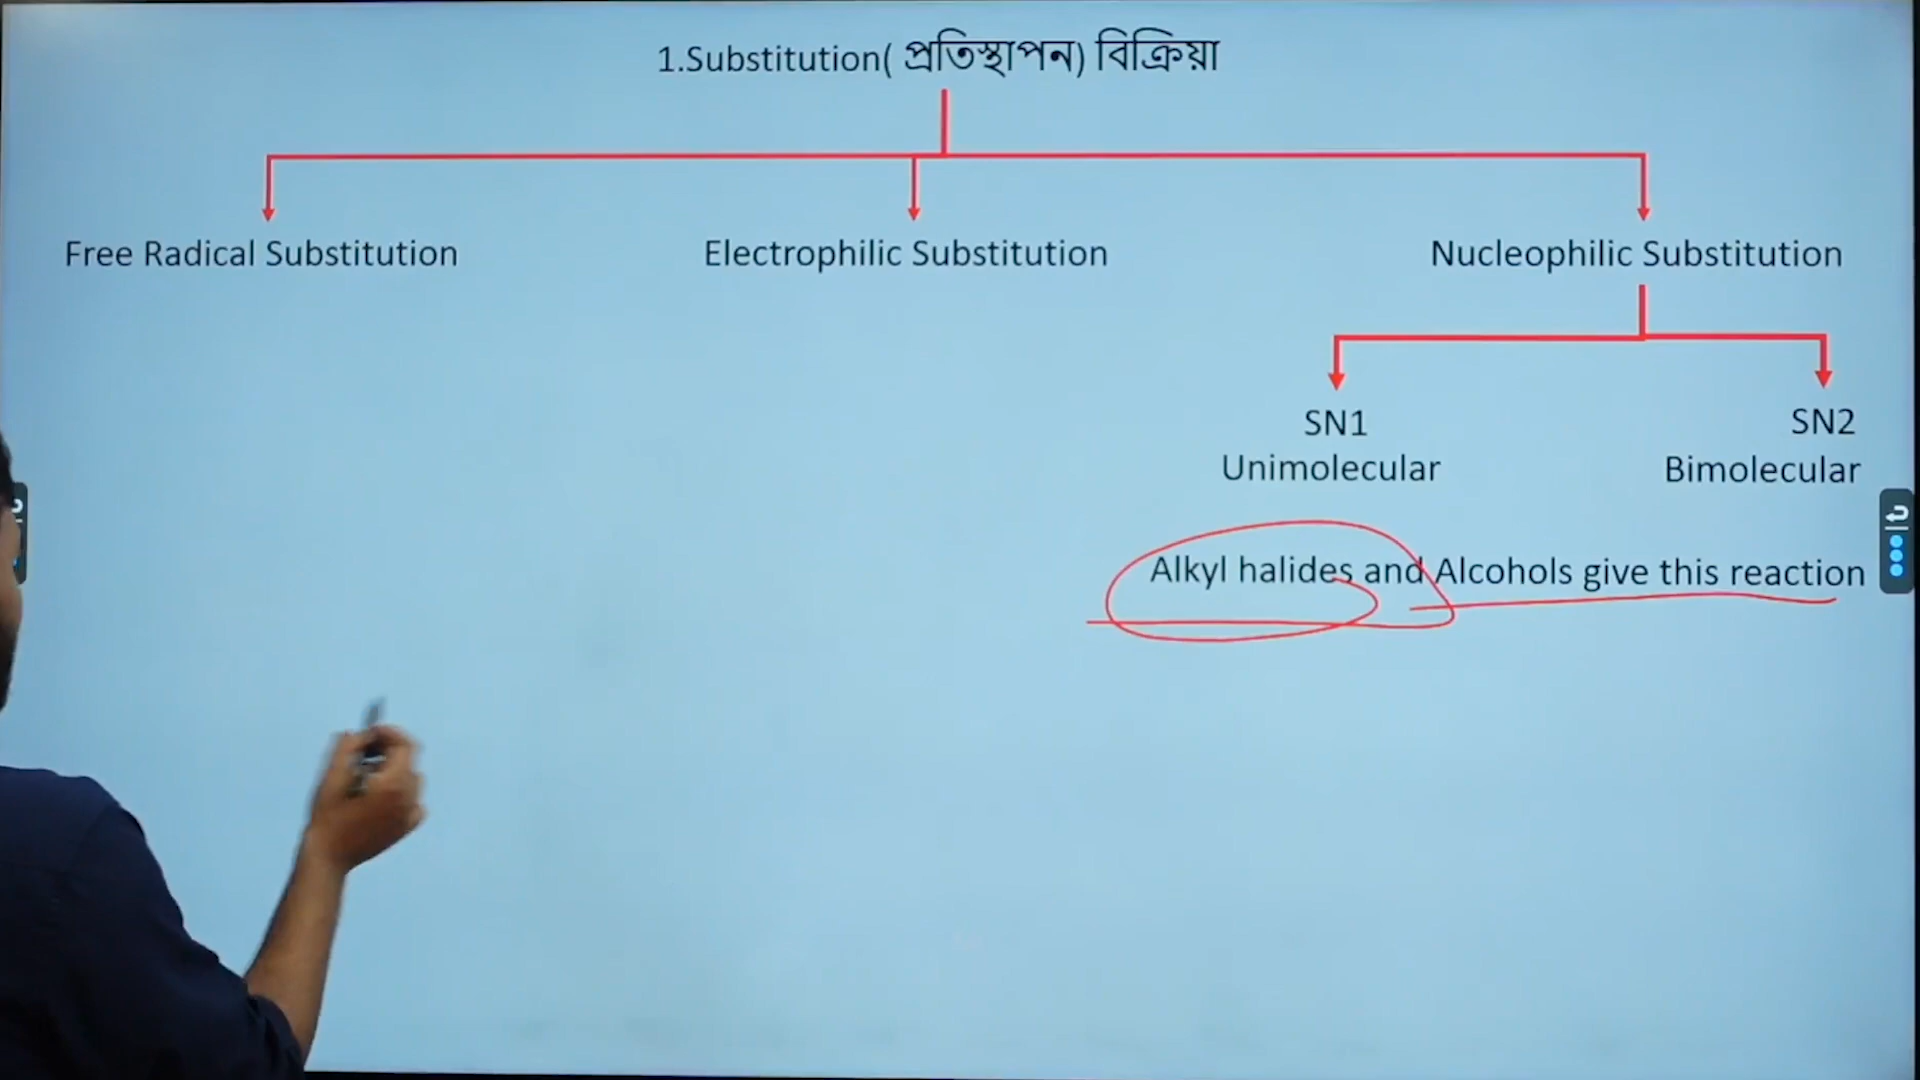 1.Substitution( প্রতিস্থাপন) বিক্রিয়া
Free Radical Substitution
Electrophilic Substitution
Nucleophilic Substitution
SN1
Unimolecular
SN2
Bimolecular
Alkyl halides and Alcohols give this reaction